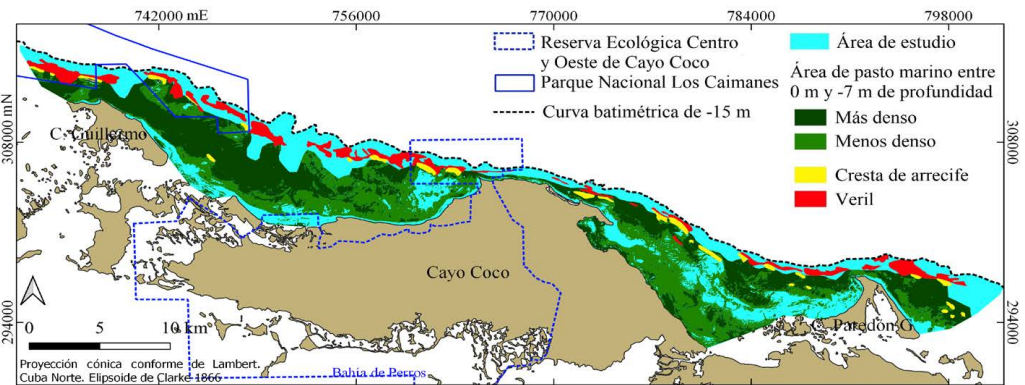 742000 mE
756000
770000
784000
798000
308000 mN
294000
308000
294000
Reserva Ecológica Centro
y Oeste de Cayo Coco
Parque Nacional Los Caimanes
Curva batimétrica de -15 m
Área de estudio
Área de pasto marino entre
0 m y -7 m de profundidad
Más denso
Menos denso
Cresta de arrecife
Veril
C. Guillermo
Cayo Coco
C. Paredón G.
Bahía de Perros
0 5 10 km
Proyección cónica conforme de Lambert.
Cuba Norte. Elipsoide de Clarke 1866